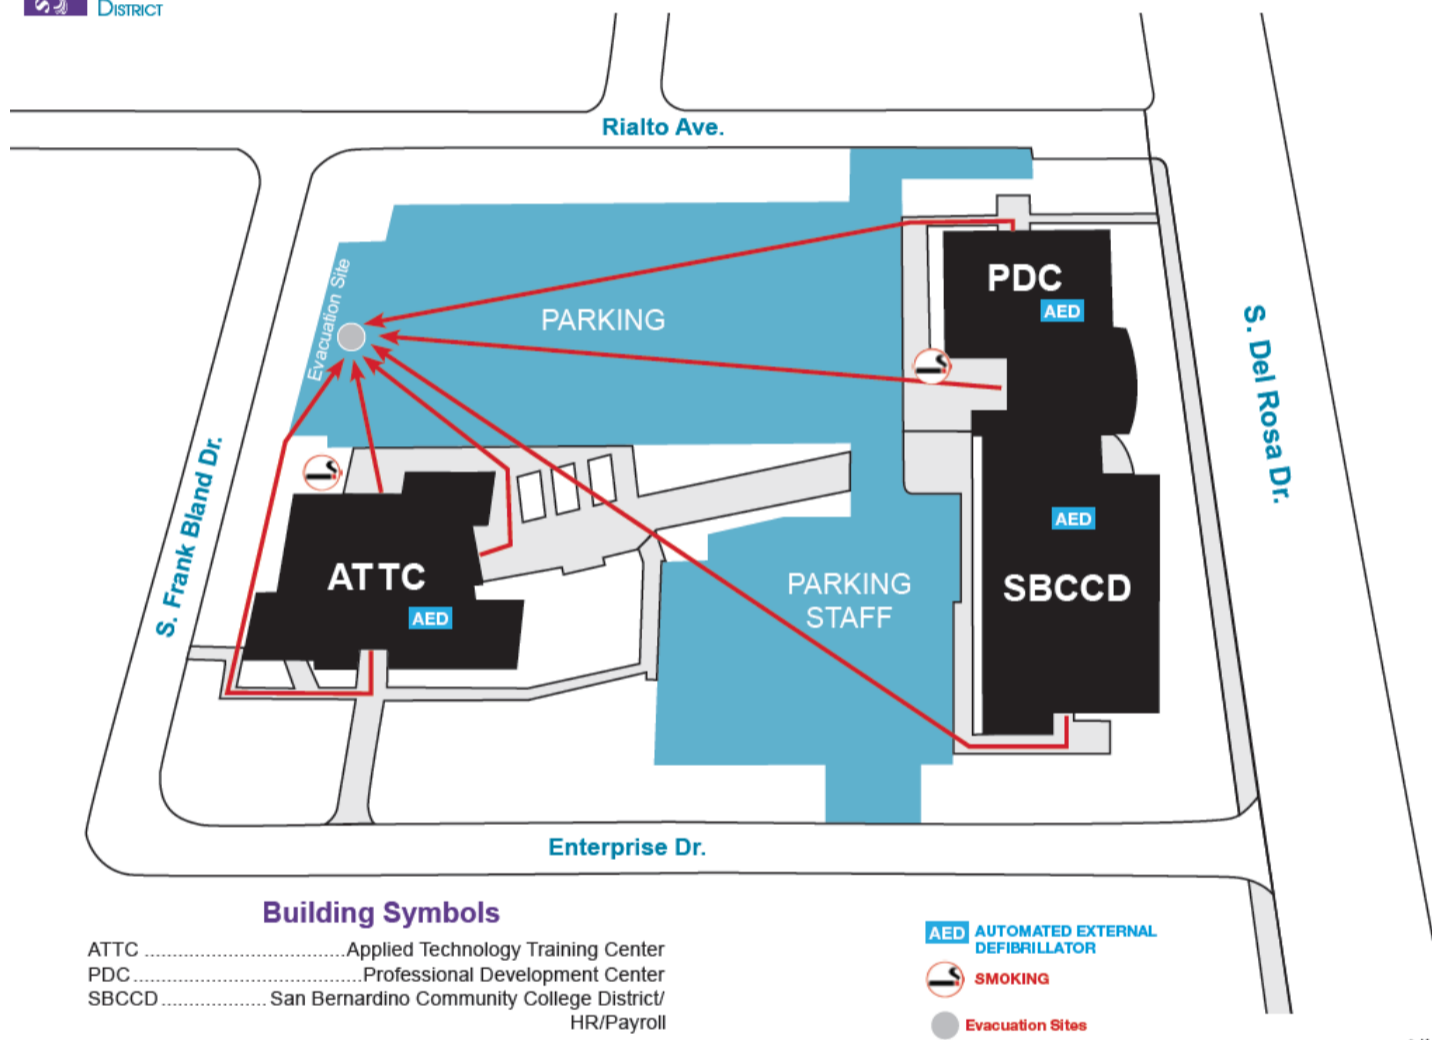 DISTRICT
Rialto Ave.
Evacuation Site
PARKING
PDC
AED
S. Del Rosa Dr.
S. Frank Bland Dr.
ATTC
AED
PARKING
STAFF
AED
SBCCD
Enterprise Dr.
Building Symbols
ATTC ....................................Applied Technology Training Center
PDC.........................................Professional Development Center
SBCCD ................... San Bernardino Community College District/
HR/Payroll
AED AUTOMATED EXTERNAL
DEFIBRILLATOR
SMOKING
Evacuation Sites